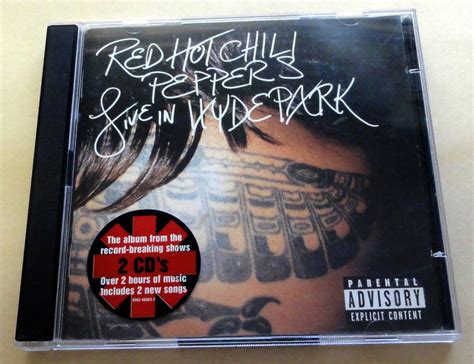 RED HOT CHILI
PEPPERS
LIVE IN HYDE PARK
The album from the
record-breaking shows
2 CD's
Over 2 hours of music
Includes 2 new songs
PARENTAL
ADVISORY
EXPLICIT CONTENT